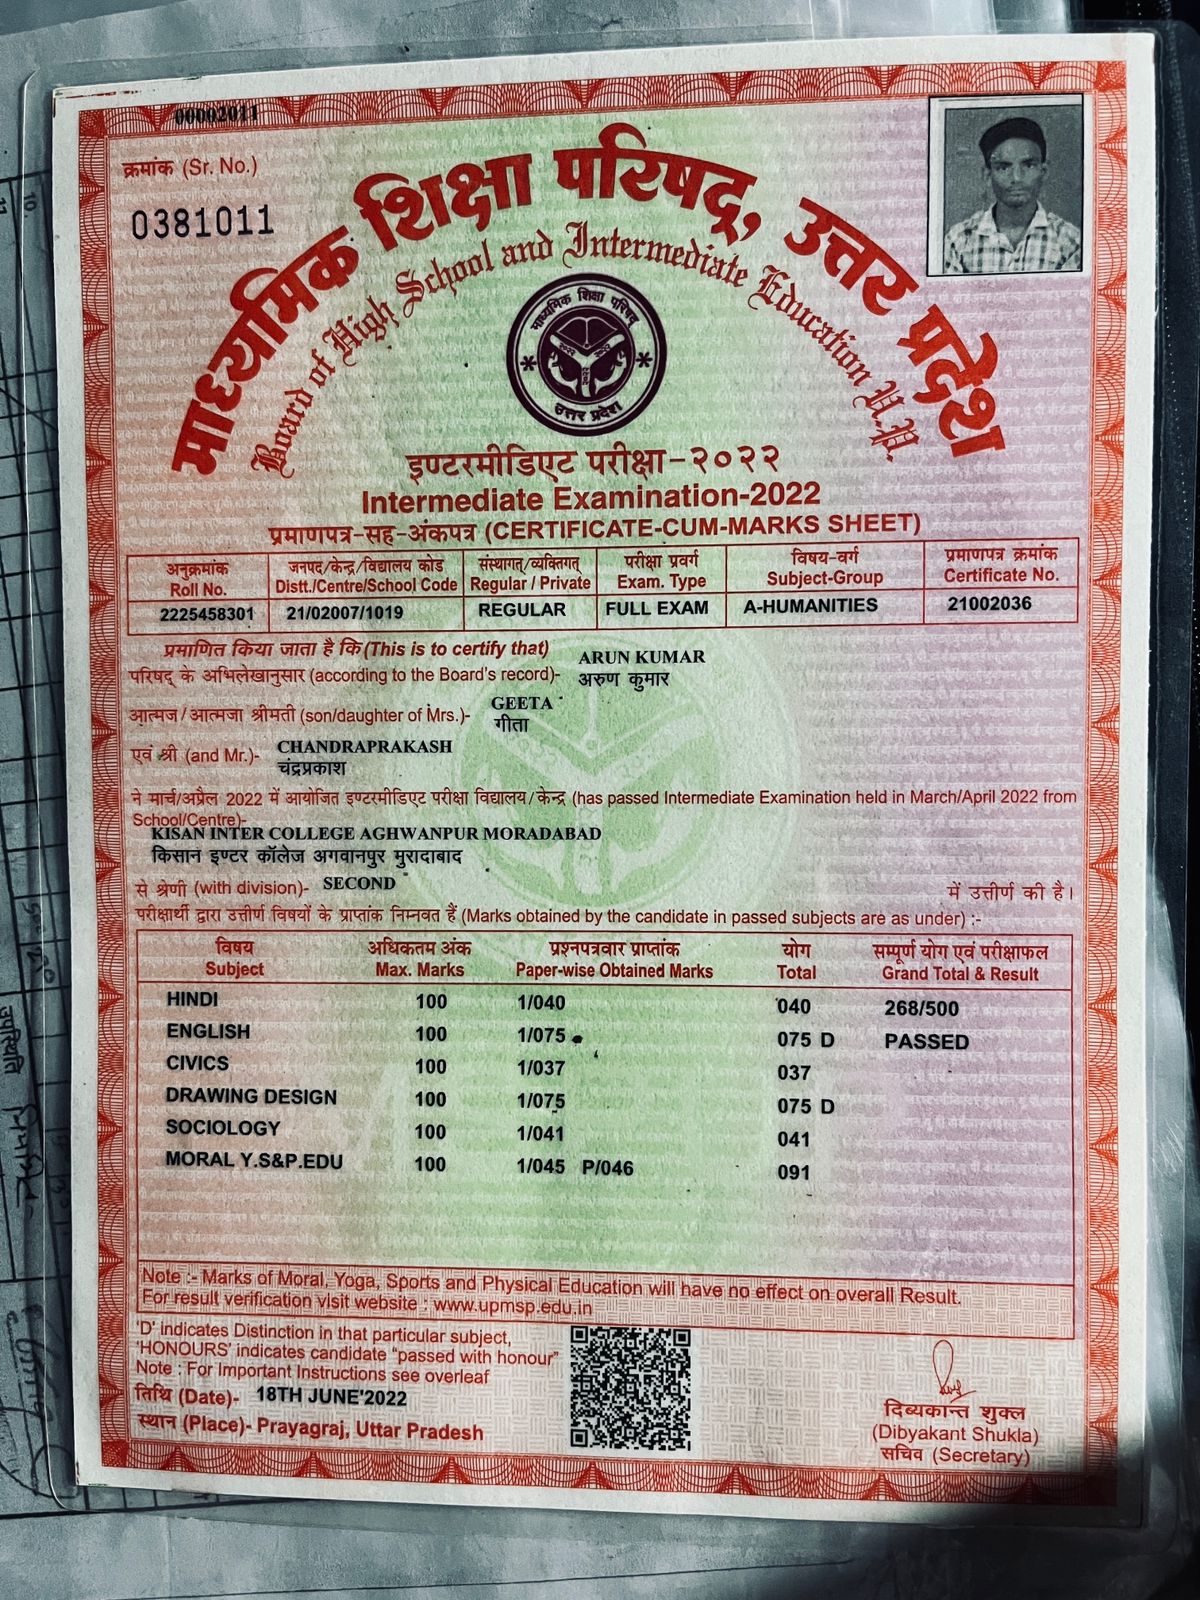 00002011
क्रमांक (Sr. No.)
0381011
माध्यमिक शिक्षा परिषद्, उत्तर प्रदेश
Board of High School and Intermediate Education U.P.
माध्यमिक शिक्षा परिषद्
उत्तर प्रदेश
इण्टरमीडिएट परीक्षा-२०२२
Intermediate Examination-2022
प्रमाणपत्र-सह-अंकपत्र (CERTIFICATE-CUM-MARKS SHEET)
अनुक्रमांक जनपद/केन्द्र/विद्यालय कोड संस्थागत्/व्यक्तिगत् परीक्षा प्रवर्ग विषय-वर्ग प्रमाणपत्र क्रमांक
Roll No. Distt./Centre/School Code Regular / Private Exam. Type Subject-Group Certificate No.
2225458301 21/02007/1019 REGULAR FULL EXAM A-HUMANITIES 21002036
प्रमाणित किया जाता है कि (This is to certify that) ARUN KUMAR
परिषद् के अभिलेखानुसार (according to the Board's record)- अरुण कुमार
GEETA
आत्मज/आत्मजा श्रीमती (son/daughter of Mrs.)- गीता
एवं श्री (and Mr.)- CHANDRAPRAKASH
चंद्रप्रकाश
ने मार्च/अप्रैल 2022 में आयोजित इण्टरमीडिएट परीक्षा विद्यालय/केन्द्र (has passed Intermediate Examination held in March/April 2022 from
School/Centre)-
KISAN INTER COLLEGE AGHWANPUR MORADABAD
किसान इण्टर कॉलेज अगवानपुर मुरादाबाद
से श्रेणी (with division)- SECOND में उत्तीर्ण की है।
परीक्षार्थी द्वारा उत्तीर्ण विषयों के प्राप्तांक निम्नवत हैं (Marks obtained by the candidate in passed subjects are as under) :-
विषय अधिकतम अंक प्रश्नपत्रवार प्राप्तांक योग सम्पूर्ण योग एवं परीक्षाफल
Subject Max. Marks Paper-wise Obtained Marks Total Grand Total & Result
HINDI 100 1/040 040 268/500
ENGLISH 100 1/075 075 D PASSED
CIVICS 100 1/037 037
DRAWING DESIGN 100 1/075 075 D
SOCIOLOGY 100 1/041 041
MORAL Y.S&P.EDU 100 1/045 P/046 091
Note :- Marks of Moral, Yoga, Sports and Physical Education will have no effect on overall Result.
For result verification visit website : www.upmsp.edu.in
'D' indicates Distinction in that particular subject,
'HONOURS' indicates candidate "passed with honour"
Note : For Important Instructions see overleaf
तिथि (Date)- 18TH JUNE'2022
स्थान (Place)- Prayagraj, Uttar Pradesh
दिब्यकान्त शुक्ल
(Dibyakant Shukla)
सचिव (Secretary)